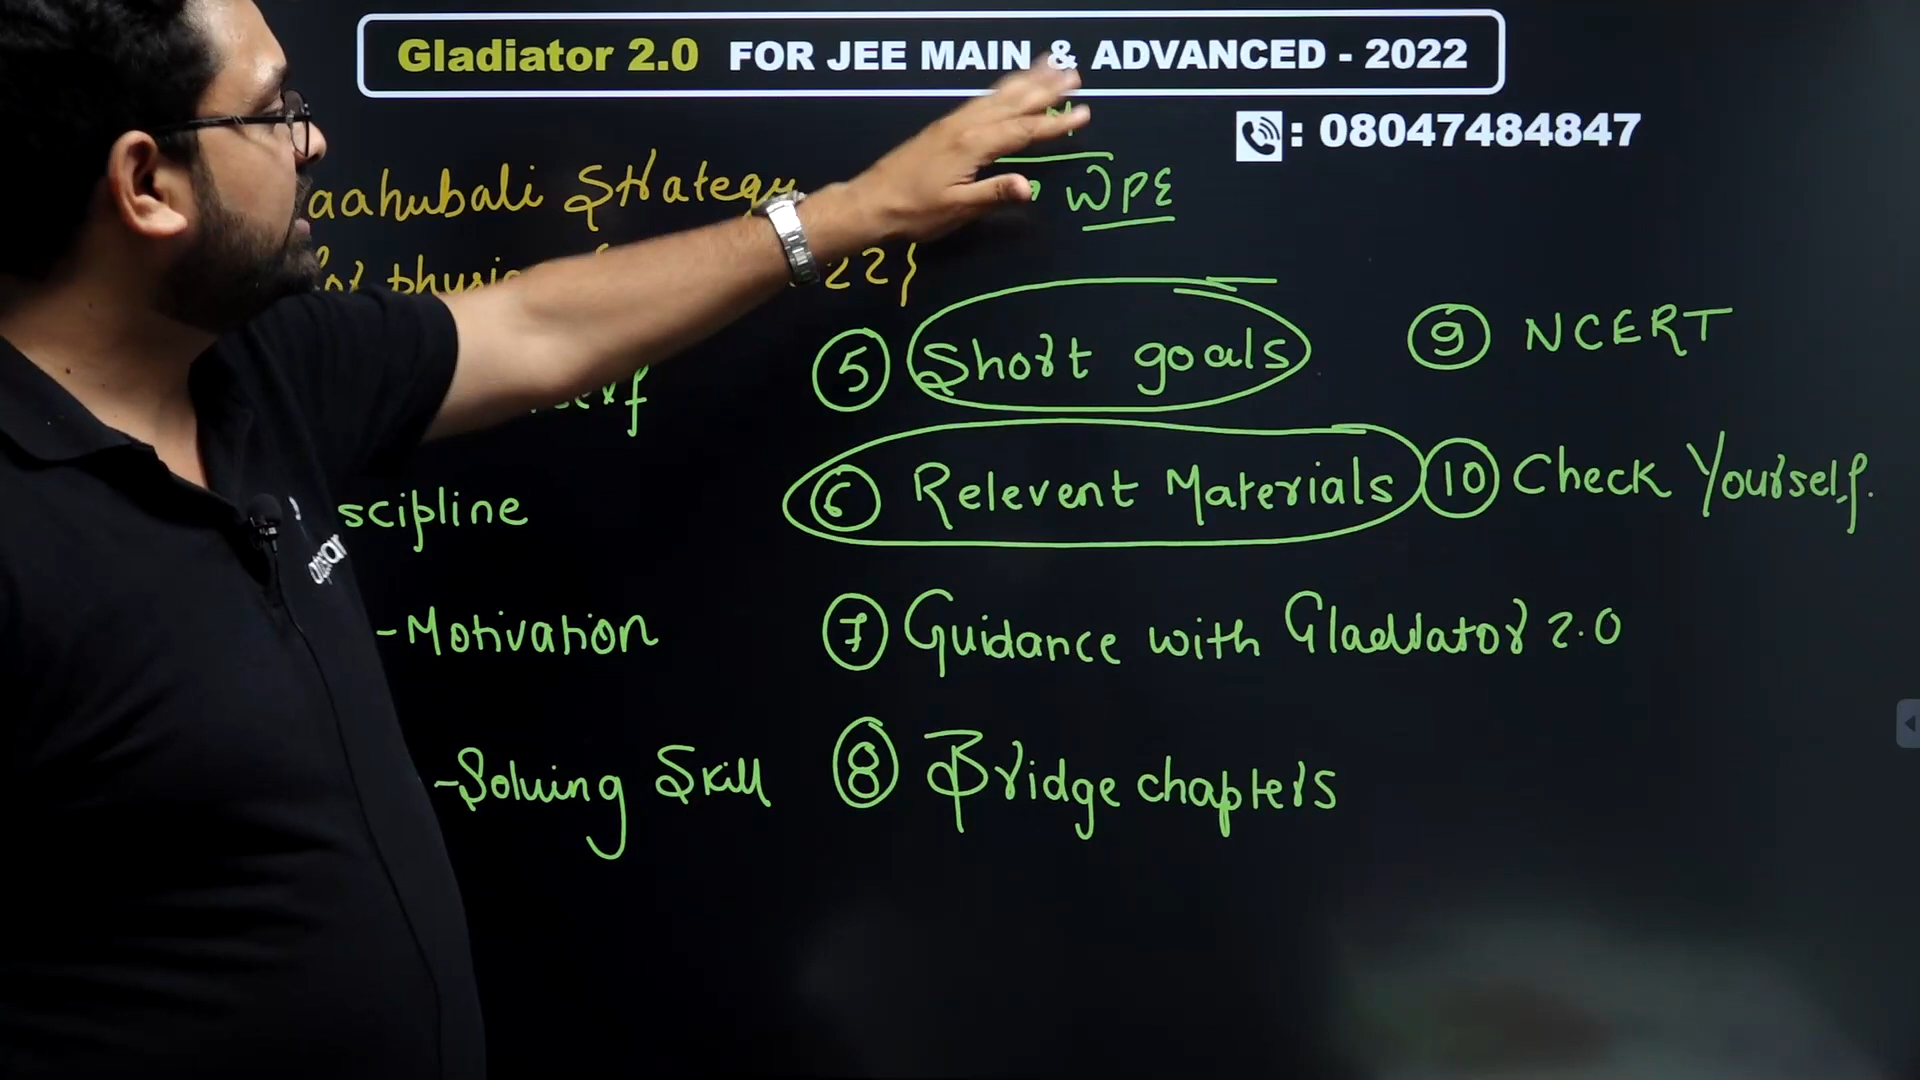 Gladiator 2.0 FOR JEE MAIN & ADVANCED - 2022
: 08047484847
aahubali Strategy
WPE
22}
5 Short goals
9 NCERT
scipline
6 Relevent Materials
10 Check Yourself.
-Motivation
7 Guidance with Gladiator 2.0
-Solving Skill
8 Bridge chapters